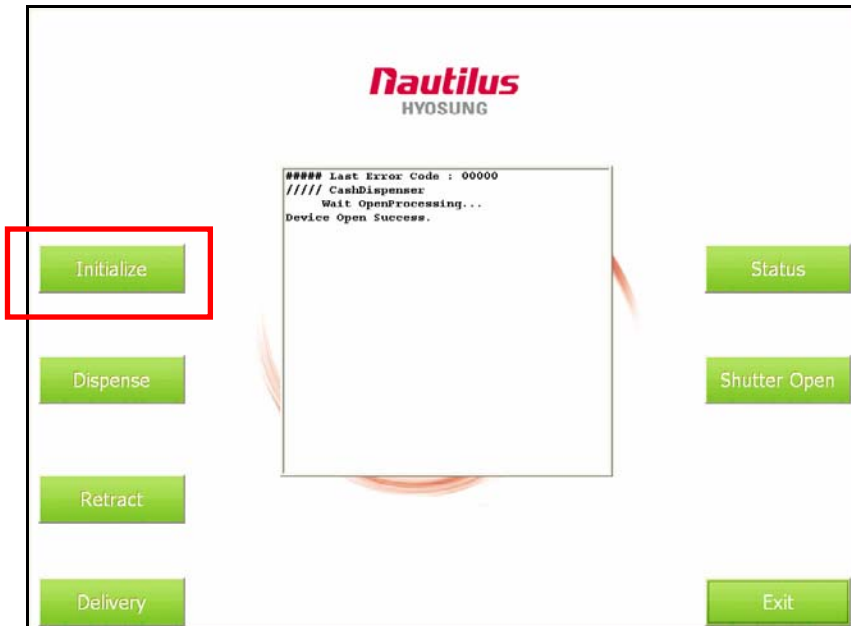 Nautilus
HYOSUNG
##### Last Error Code : 00000
///// CashDispenser
Wait OpenProcessing...
Device Open Success.
Initialize
Status
Dispense
Shutter Open
Retract
Delivery
Exit